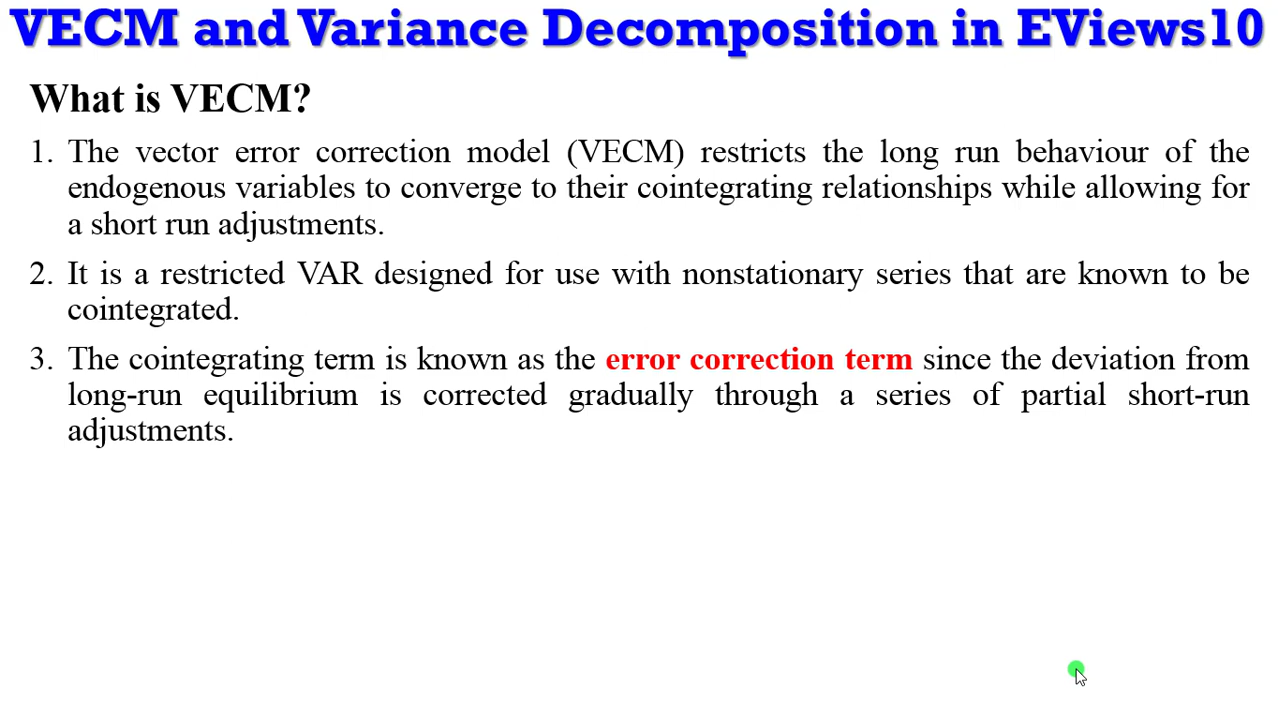 VECM and Variance Decomposition in EViews10
What is VECM?
1. The vector error correction model (VECM) restricts the long run behaviour of the
endogenous variables to converge to their cointegrating relationships while allowing for
a short run adjustments.
2. It is a restricted VAR designed for use with nonstationary series that are known to be
cointegrated.
3. The cointegrating term is known as the error correction term since the deviation from
long-run equilibrium is corrected gradually through a series of partial short-run
adjustments.